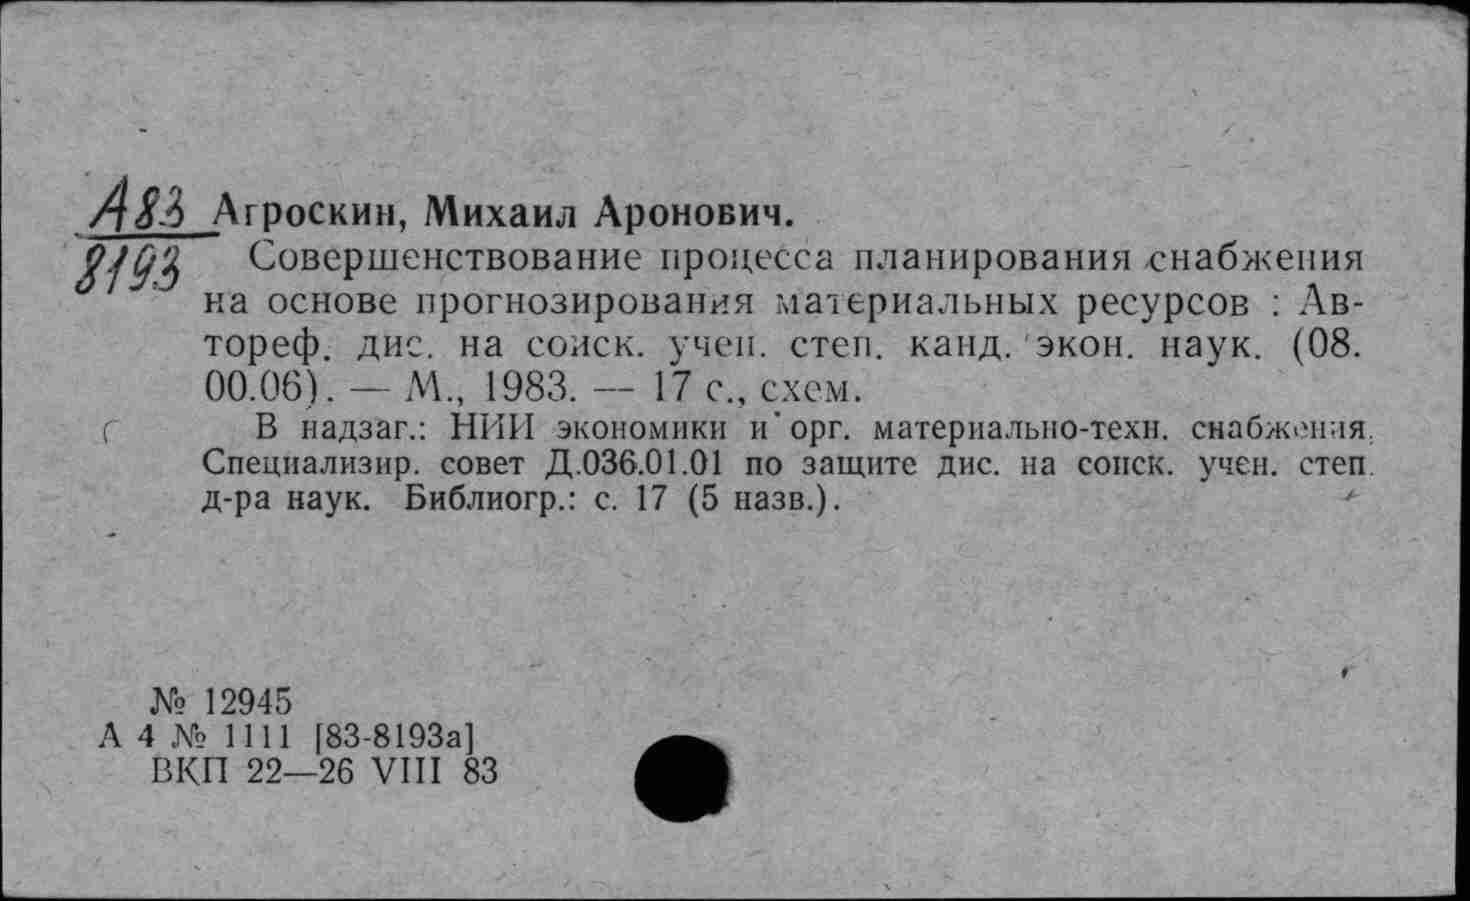 А83 Агроскин, Михаил Аронович.
8193 Совершенствование процесса планирования снабжения
на основе прогнозирования материальных ресурсов : Ав-
тореф. дис. на соиск. учен. степ. канд. экон. наук. (08.
00.06). — М., 1983. — 17 с., схем.
В надзаг.: НИИ экономики и орг. материально-техн. снабжения.
Специализир. совет Д.036.01.01 по защите дис. на соиск. учен. степ.
д-ра наук. Библиогр.: с. 17 (5 назв.).
№ 12945
А 4 № 1111 [83-8193а]
ВКП 22—26 VIII 83